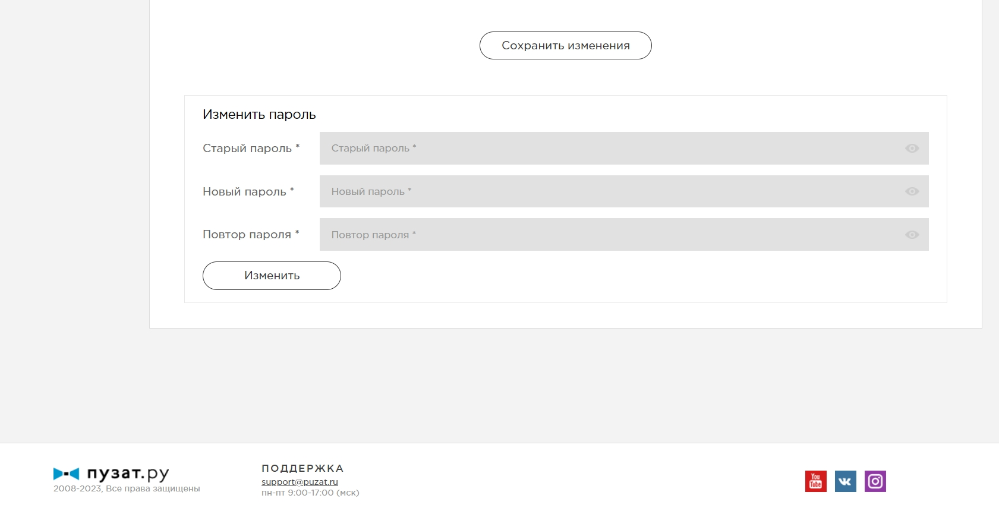 Сохранить изменения
Изменить пароль
Старый пароль * Старый пароль *
Новый пароль * Новый пароль *
Повтор пароля * Повтор пароля *
Изменить
пузат.ру
2008-2023, Все права защищены
ПОДДЕРЖКА
support@puzat.ru
пн-пт 9:00-17:00 (мск)
You
Tube